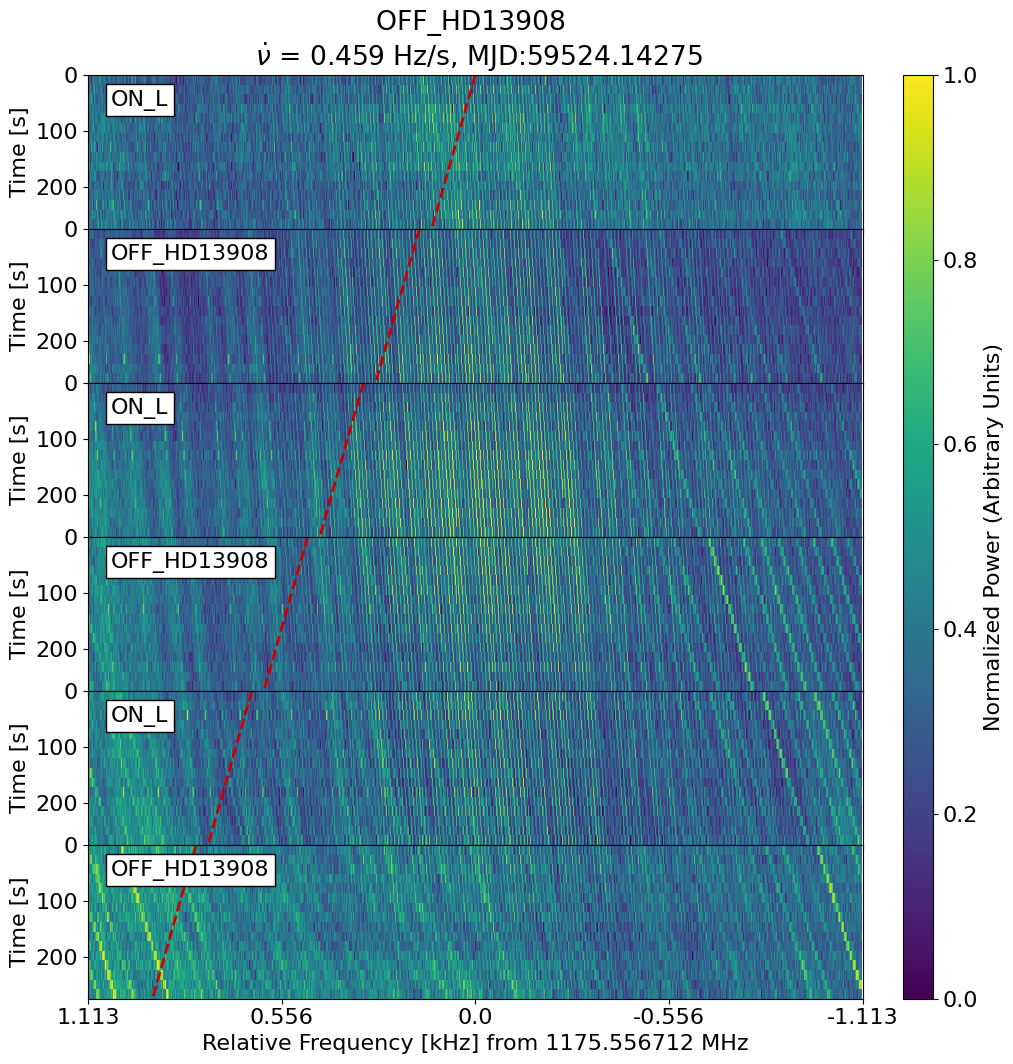 OFF_HD13908
ν̇ = 0.459 Hz/s, MJD:59524.14275
0
100
200
Time [s]
ON_L
0
100
200
Time [s]
OFF_HD13908
0
100
200
Time [s]
ON_L
0
100
200
Time [s]
OFF_HD13908
0
100
200
Time [s]
ON_L
0
100
200
Time [s]
OFF_HD13908
1.113 0.556 0.0 -0.556 -1.113
Relative Frequency [kHz] from 1175.556712 MHz
1.0
0.8
0.6
0.4
0.2
0.0
Normalized Power (Arbitrary Units)